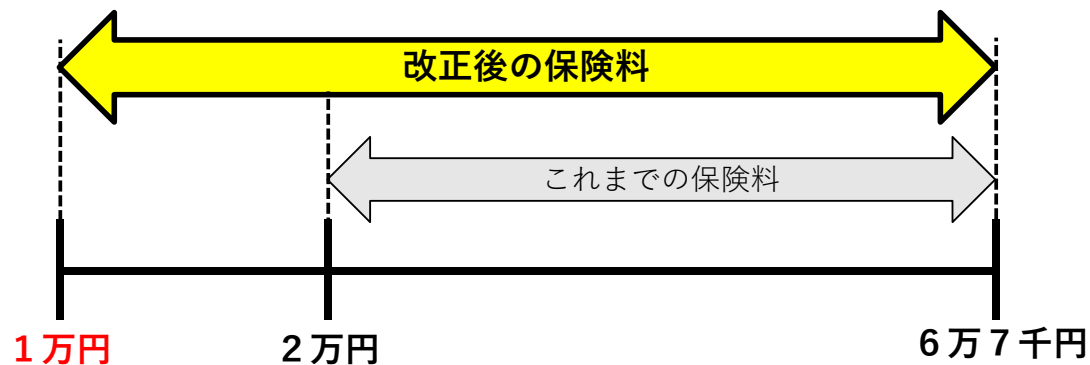 改正後の保険料
これまでの保険料
１万円
２万円
６万７千円